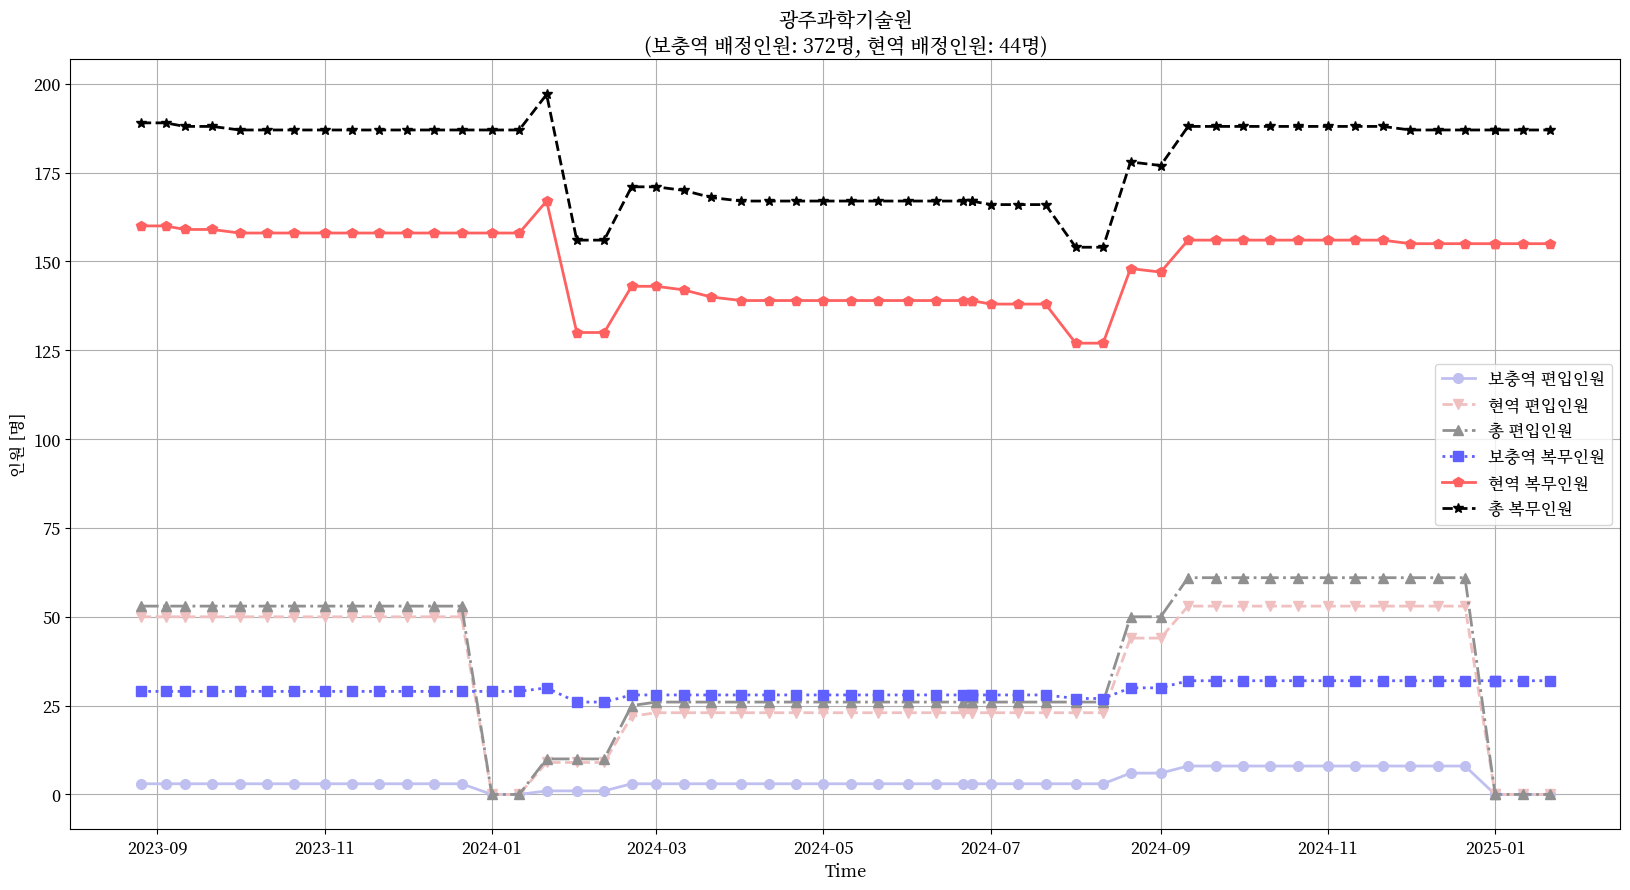 광주과학기술원
(보충역 배정인원: 372명, 현역 배정인원: 44명)
200
175
150
125
100
75
50
25
0
인원 [명]
보충역 편입인원
현역 편입인원
총 편입인원
보충역 복무인원
현역 복무인원
총 복무인원
2023-09
2023-11
2024-01
2024-03
2024-05
2024-07
2024-09
2024-11
2025-01
Time